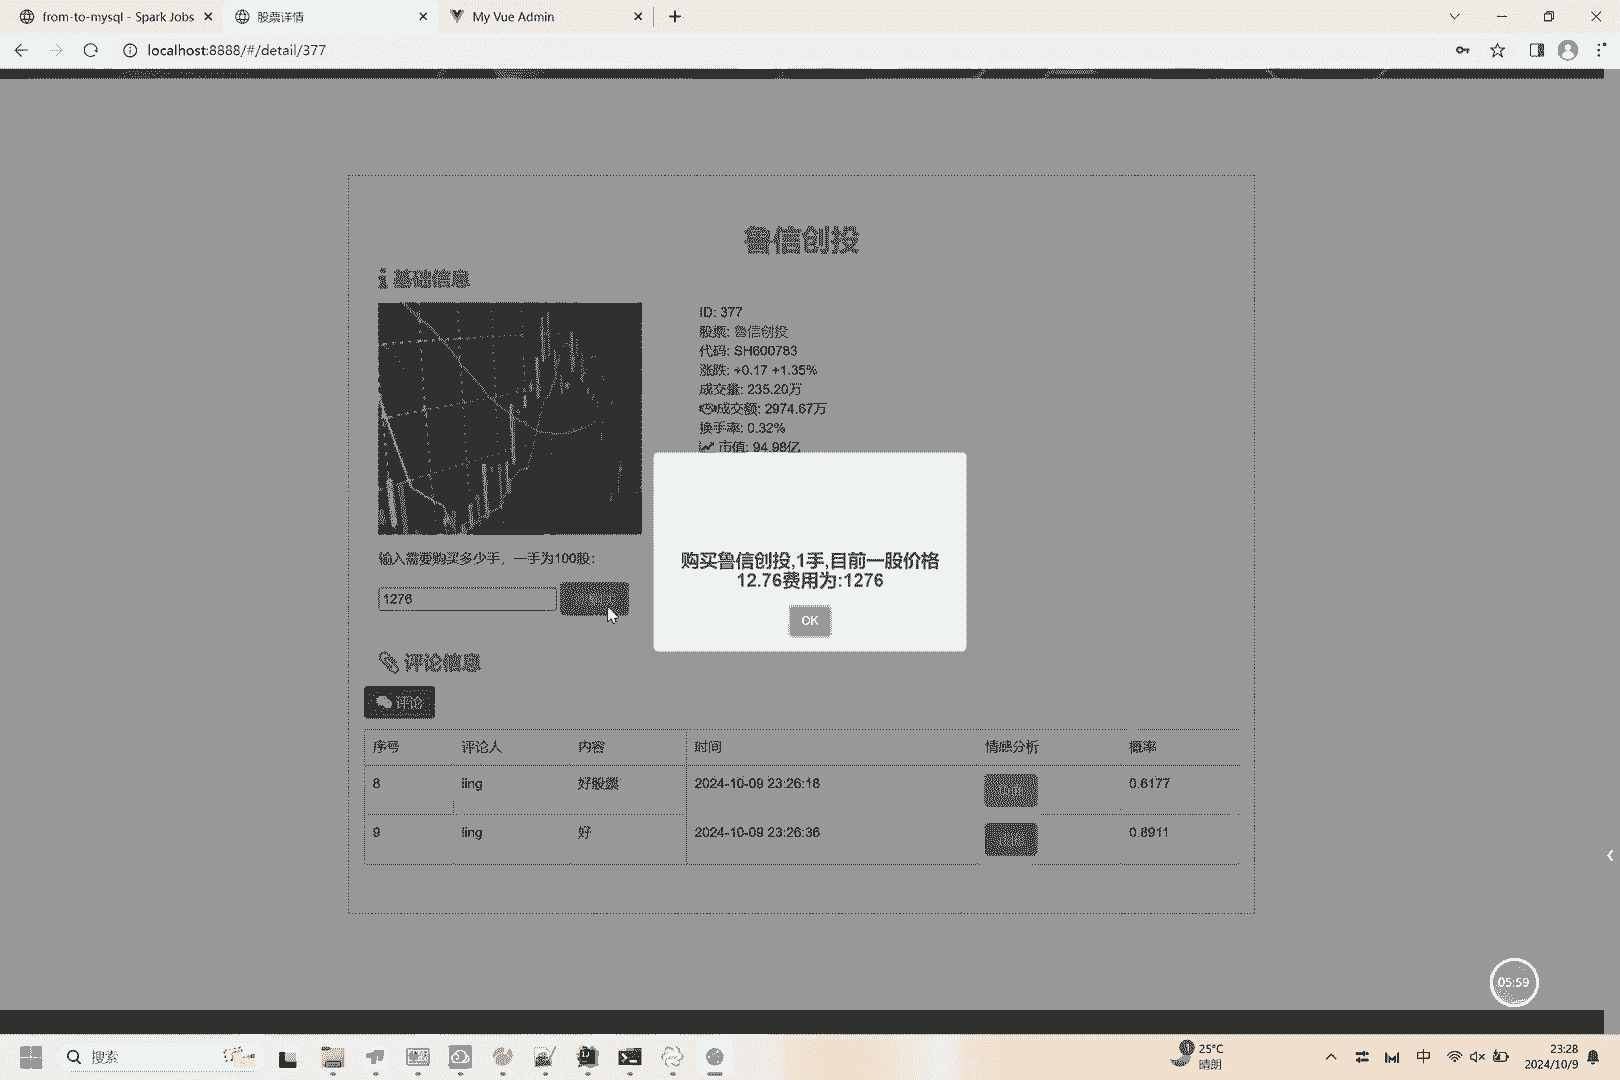 from-to-mysql - Spark Jobs
股票详情
My Vue Admin
localhost:8888/#/detail/377
鲁信创投
基础信息
ID: 377
股票: 鲁信创投
代码: SH600783
涨跌: +0.17 +1.35%
成交量: 235.20万
成交额: 2974.67万
换手率: 0.32%
市值: 94.98亿
输入需要购买多少手，一手为100股:
1276
购买鲁信创投,1手,目前一股价格
12.76费用为:1276
OK
评论信息
评论
序号 评论人 内容 时间 情感分析 概率
8 ling 好股票 2024-10-09 23:26:18 0.6177
9 ling 好 2024-10-09 23:26:36 0.8911
05:59
搜索
25°C
晴朗
中
23:28
2024/10/9